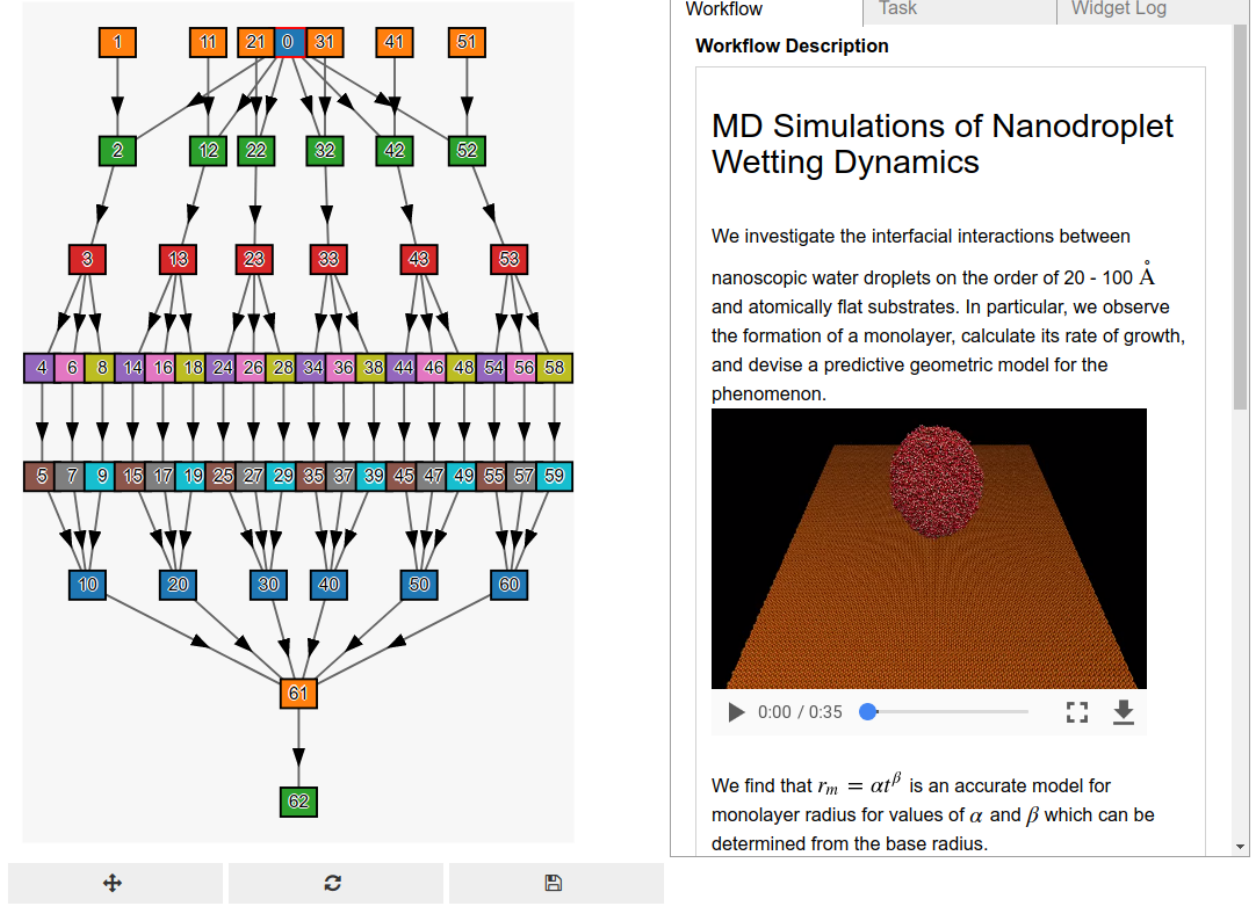 1 11 21 0 31 41 51
2 12 22 32 42 52
3 13 23 33 43 53
4 6 8 14 16 18 24 26 28 34 36 38 44 46 48 54 56 58
5 7 9 15 17 19 25 27 29 35 37 39 45 47 49 55 57 59
10 20 30 40 50 60
61
62
Workflow Task Widget Log
Workflow Description
MD Simulations of Nanodroplet
Wetting Dynamics
We investigate the interfacial interactions between
nanoscopic water droplets on the order of 20 - 100 Å
and atomically flat substrates. In particular, we observe
the formation of a monolayer, calculate its rate of growth,
and devise a predictive geometric model for the
phenomenon.
0:00 / 0:35
We find that rₘ = αt^β is an accurate model for
monolayer radius for values of α and β which can be
determined from the base radius.